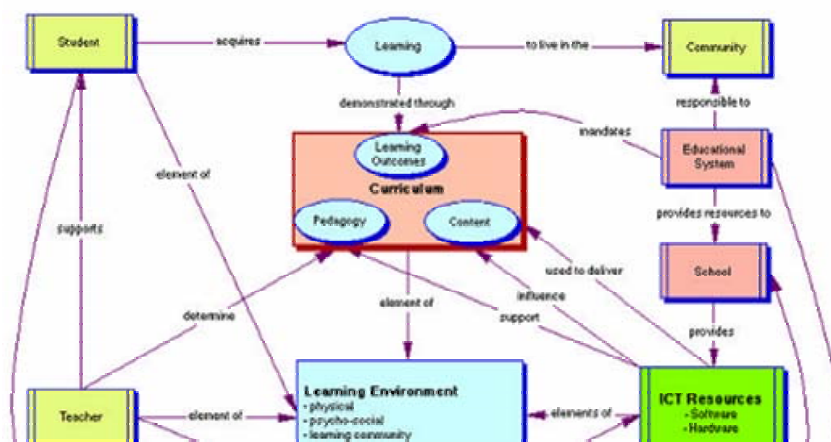 Student
acquires
Learning
to live in the
Community
demonstrated through
responsible to
mandates
Learning
Outcomes
Educational
System
element of
Curriculum
Pedagogy
Content
provides resources to
supports
School
used to deliver
element of
influence
determine
support
provides
Learning Environment
- physical
- psycho-social
- learning community
ICT Resources
- Software
- Hardware
Teacher
element of
elements of